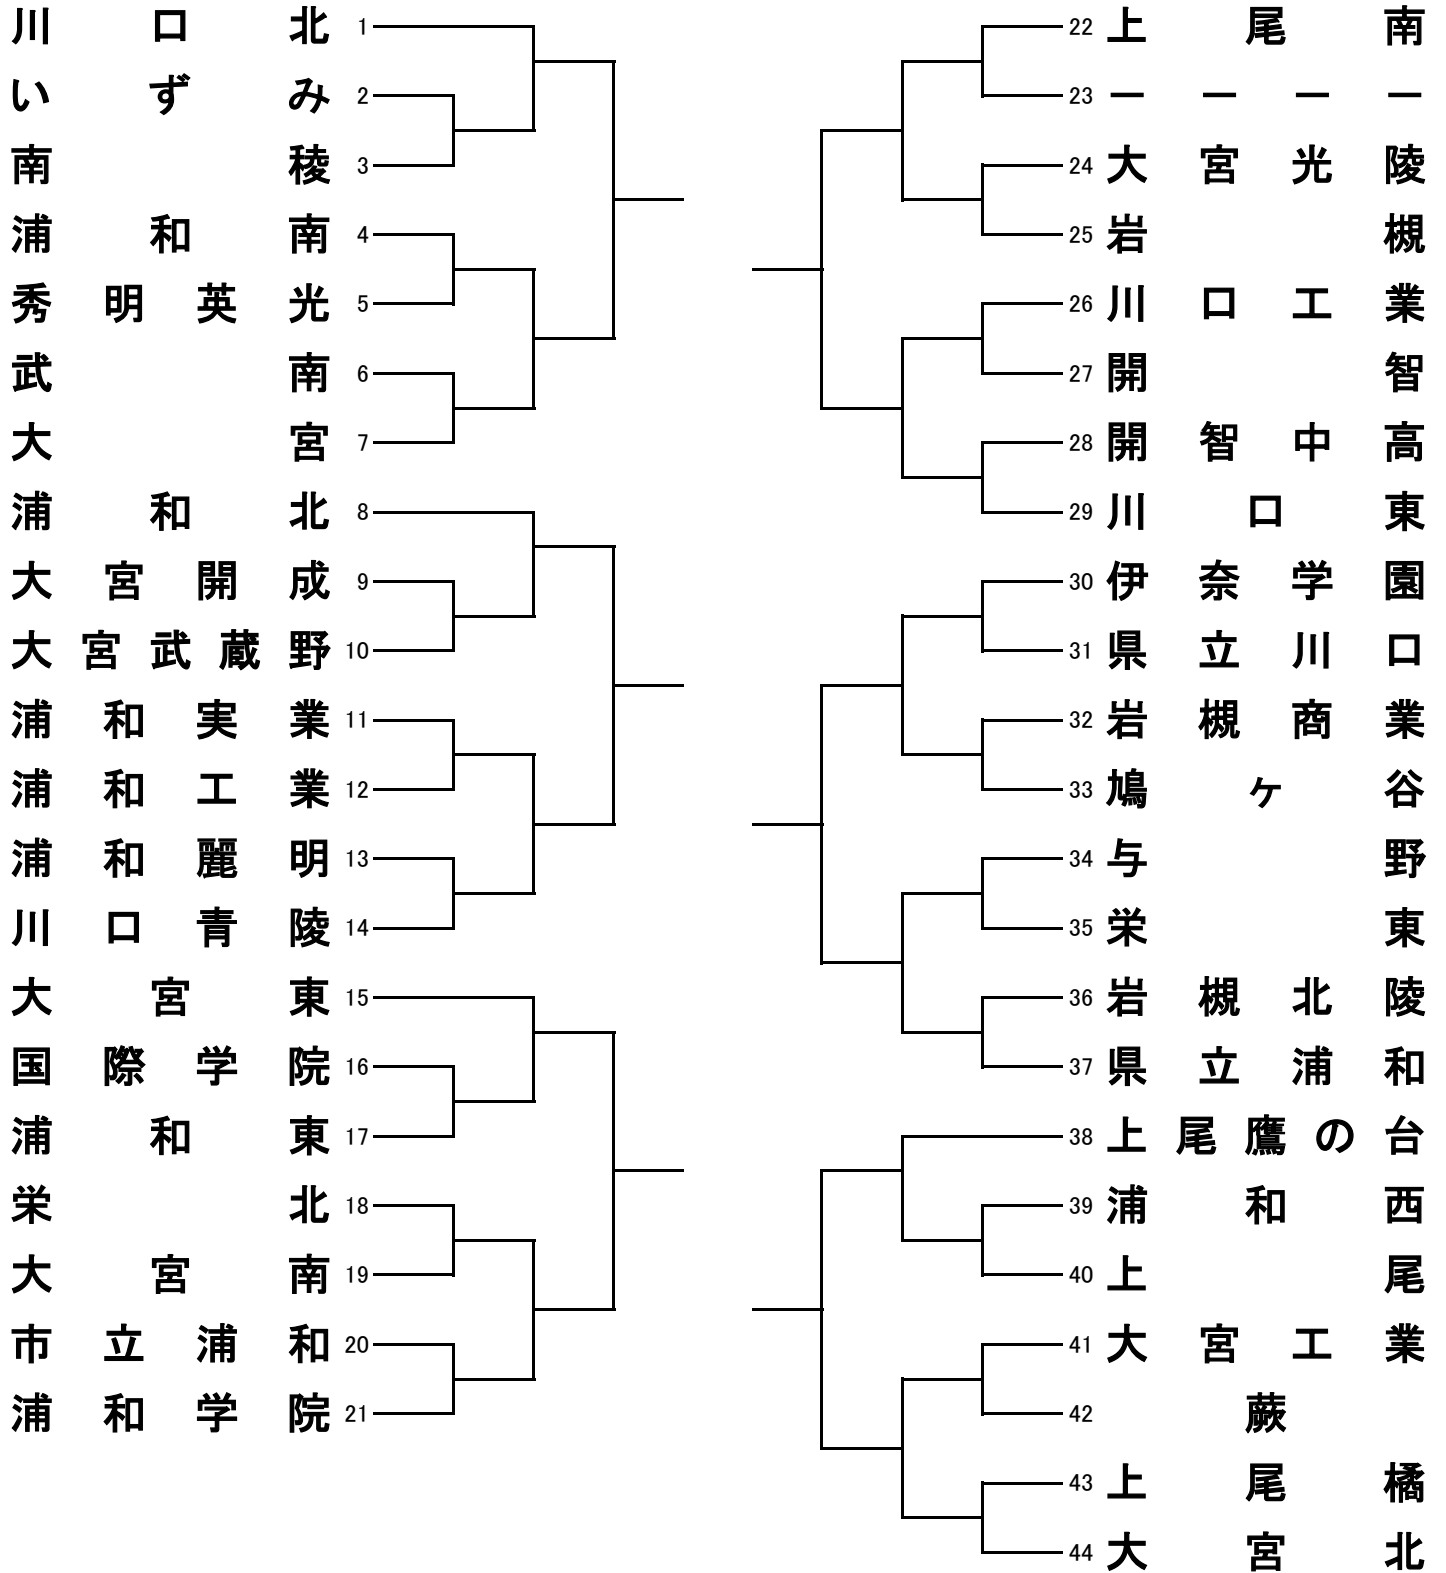 川口北 1
いずみ 2
南稜 3
浦和南 4
秀明英光 5
武南 6
大宮 7
浦和北 8
大宮開成 9
大宮武蔵野 10
浦和実業 11
浦和工業 12
浦和麗明 13
川口青陵 14
大宮東 15
国際学院 16
浦和東 17
栄北 18
大宮南 19
市立浦和 20
浦和学院 21
22 上尾南
23 ーーーー
24 大宮光陵
25 岩槻
26 川口工業
27 開智
28 開智中高
29 川口東
30 伊奈学園
31 県立川口
32 岩槻商業
33 鳩ヶ谷
34 与野
35 栄東
36 岩槻北陵
37 県立浦和
38 上尾鷹の台
39 浦和西
40 上尾
41 大宮工業
42 蕨
43 上尾橘
44 大宮北